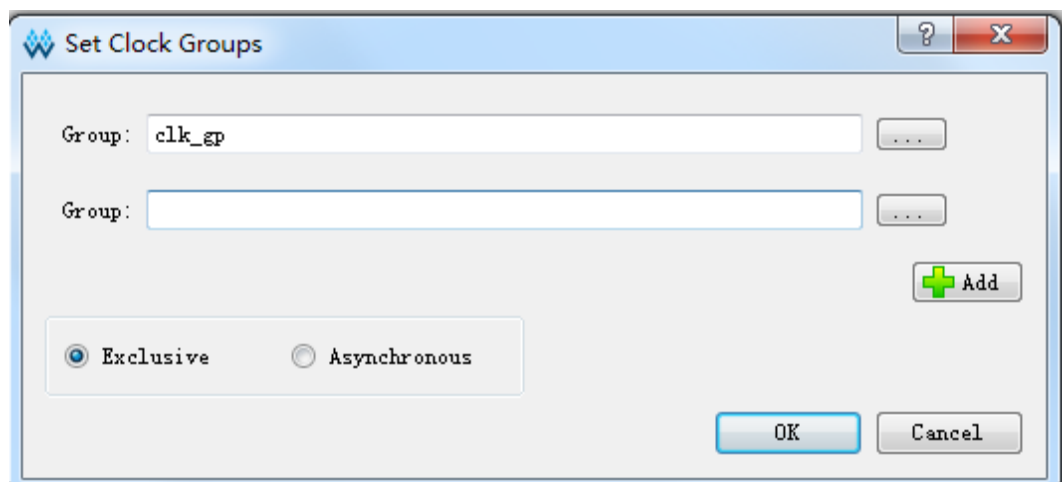 Set Clock Groups
Group: clk_gp ...
Group: ...
Add
Exclusive Asynchronous
OK Cancel